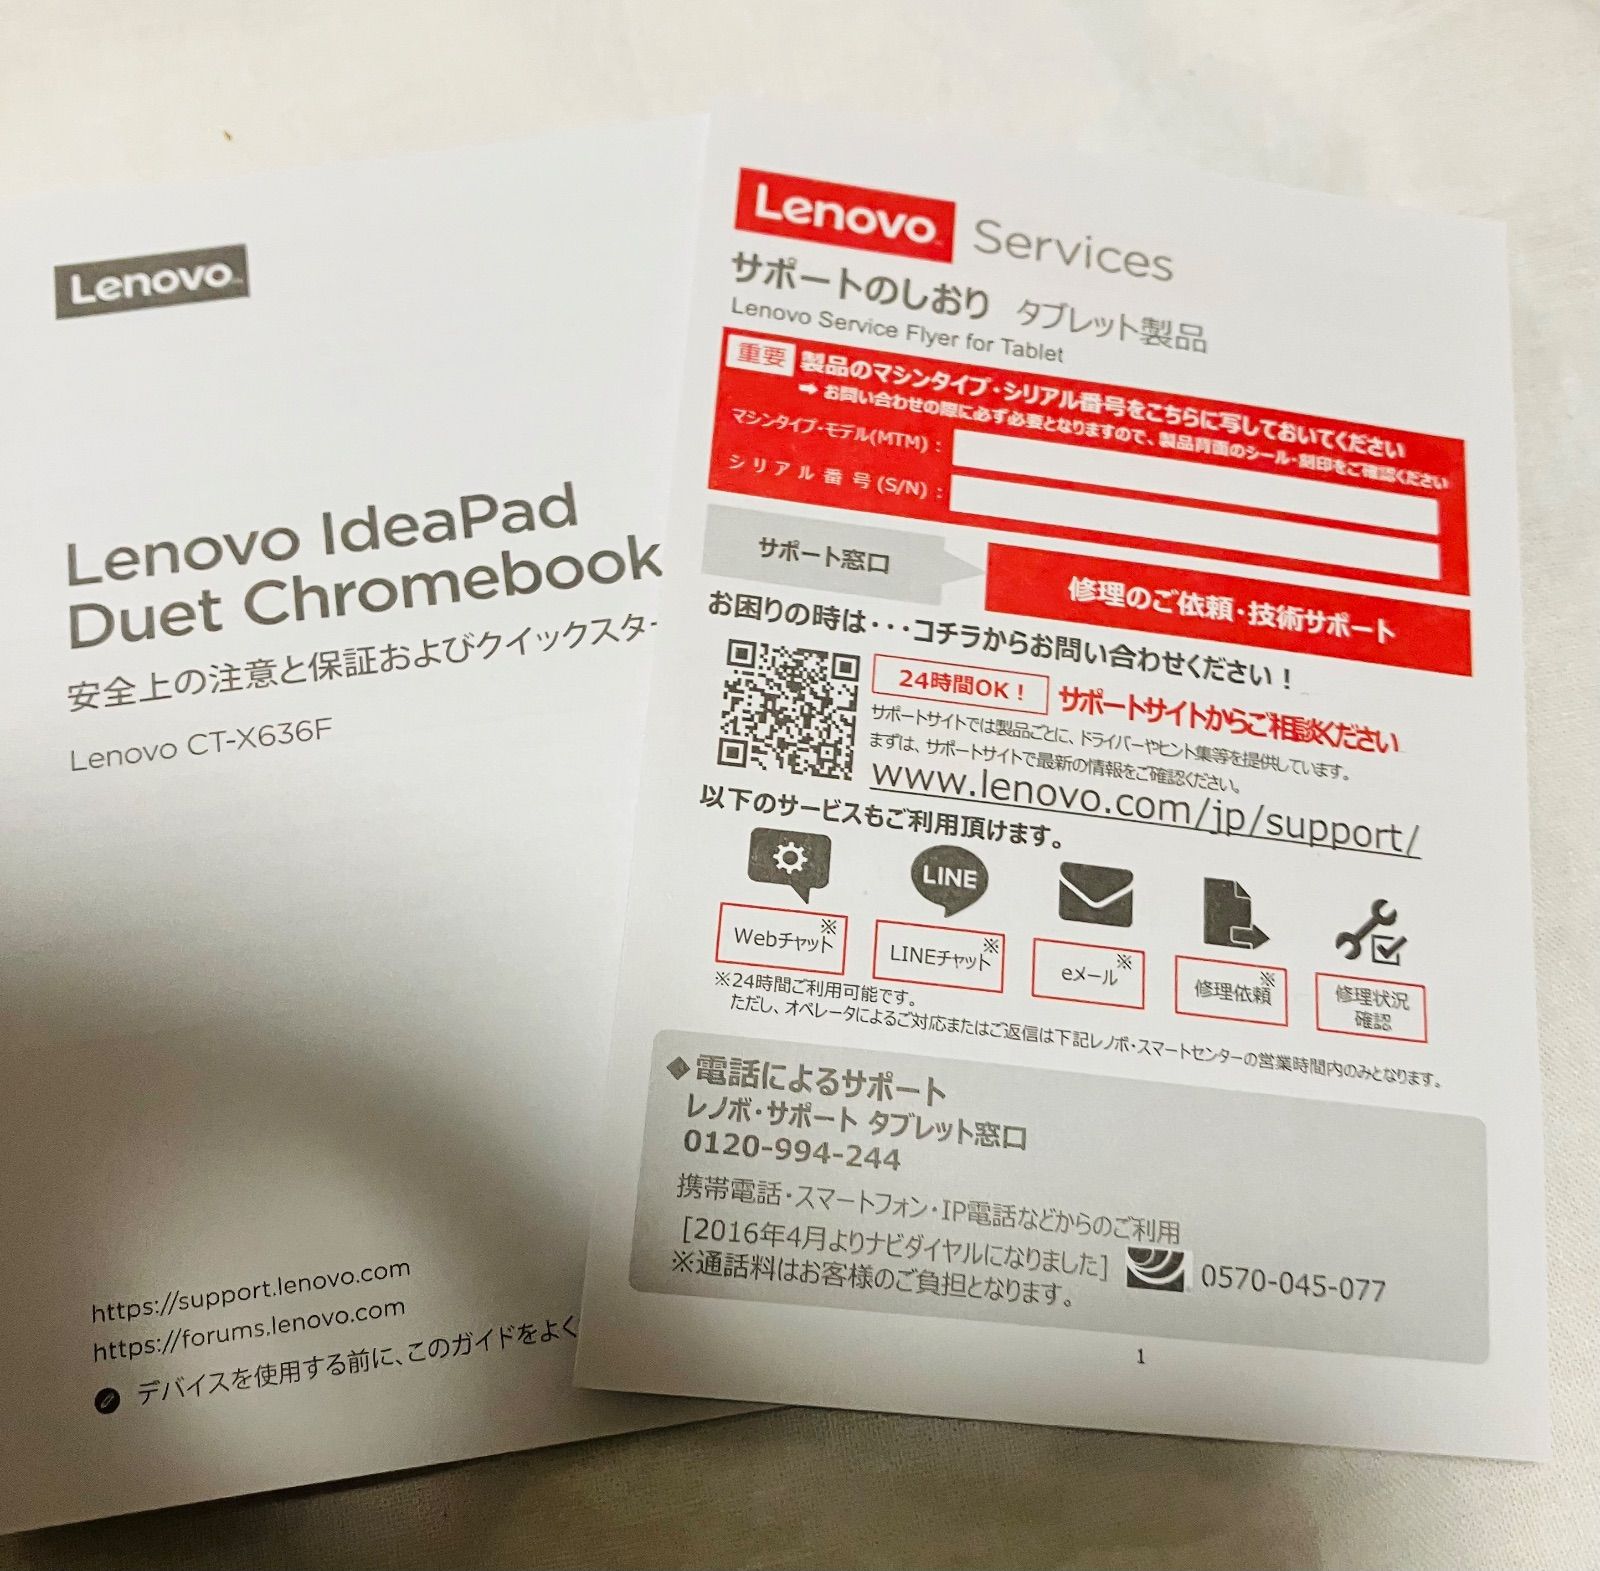 Lenovo
Lenovo IdeaPad
Duet Chromebook
安全上の注意と保証およびクイックスター
Lenovo CT-X636F
https://support.lenovo.com
https://forums.lenovo.com
デバイスを使用する前に、このガイドをよく
Lenovo Services
サポートのしおり タブレット製品
Lenovo Service Flyer for Tablet
重要 製品のマシンタイプ・シリアル番号をこちらに写しておいてください
➡ お問い合わせの際に必ず必要となりますので、製品背面のシール・刻印をご確認ください
マシンタイプ・モデル(MTM)：
シリアル番号(S/N)：
サポート窓口
修理のご依頼・技術サポート
お困りの時は・・・コチラからお問い合わせください！
24時間OK！ サポートサイトからご相談ください
サポートサイトでは製品ごとに、ドライバーやヒント集等を提供しています。
まずは、サポートサイトで最新の情報をご確認ください。
www.lenovo.com/jp/support/
以下のサービスもご利用頂けます。
LINE
Webチャット※
LINEチャット※
eメール※
修理依頼※
修理状況
確認
※24時間ご利用可能です。
ただし、オペレータによるご対応またはご返信は下記レノボ・スマートセンターの営業時間内のみとなります。
◆電話によるサポート
レノボ・サポート タブレット窓口
0120-994-244
携帯電話・スマートフォン・IP電話などからのご利用
[2016年4月よりナビダイヤルになりました] 0570-045-077
※通話料はお客様のご負担となります。
1